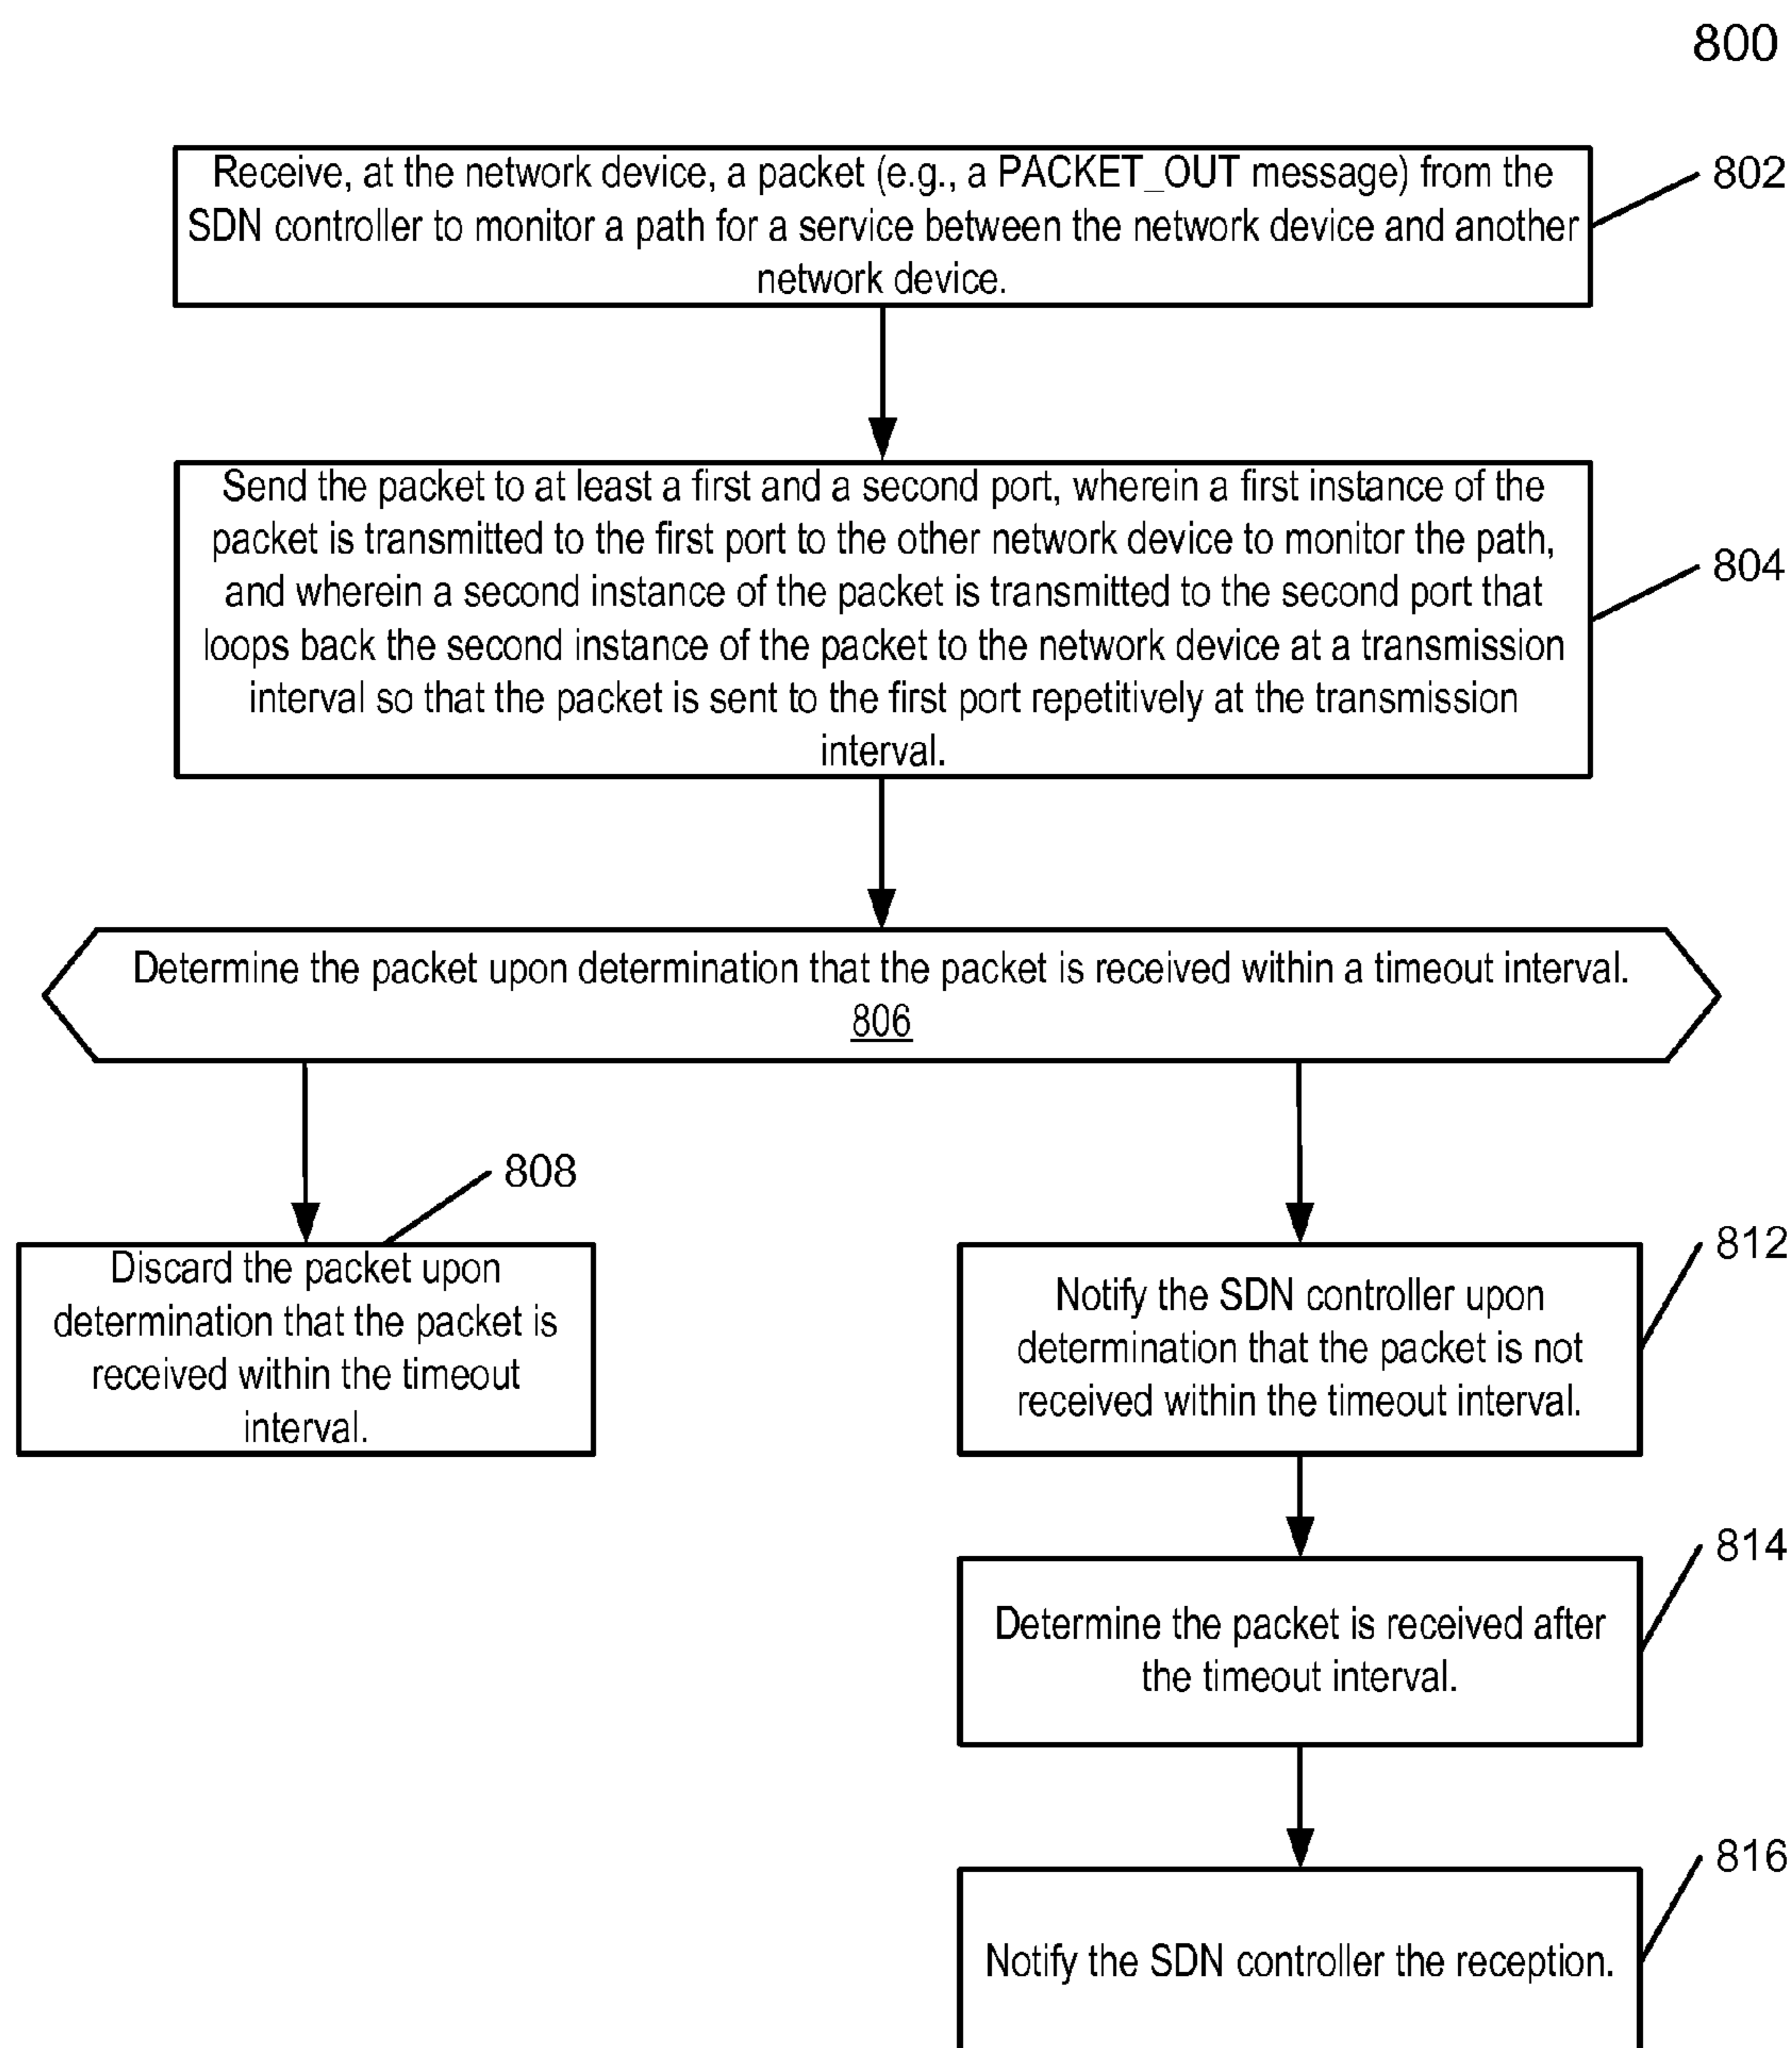 800
Receive, at the network device, a packet (e.g., a PACKET_OUT message) from the
SDN controller to monitor a path for a service between the network device and another
network device.
802
Send the packet to at least a first and a second port, wherein a first instance of the
packet is transmitted to the first port to the other network device to monitor the path,
and wherein a second instance of the packet is transmitted to the second port that
loops back the second instance of the packet to the network device at a transmission
interval so that the packet is sent to the first port repetitively at the transmission
interval.
804
Determine the packet upon determination that the packet is received within a timeout interval.
806
808
Discard the packet upon
determination that the packet is
received within the timeout
interval.
812
Notify the SDN controller upon
determination that the packet is not
received within the timeout interval.
814
Determine the packet is received after
the timeout interval.
816
Notify the SDN controller the reception.